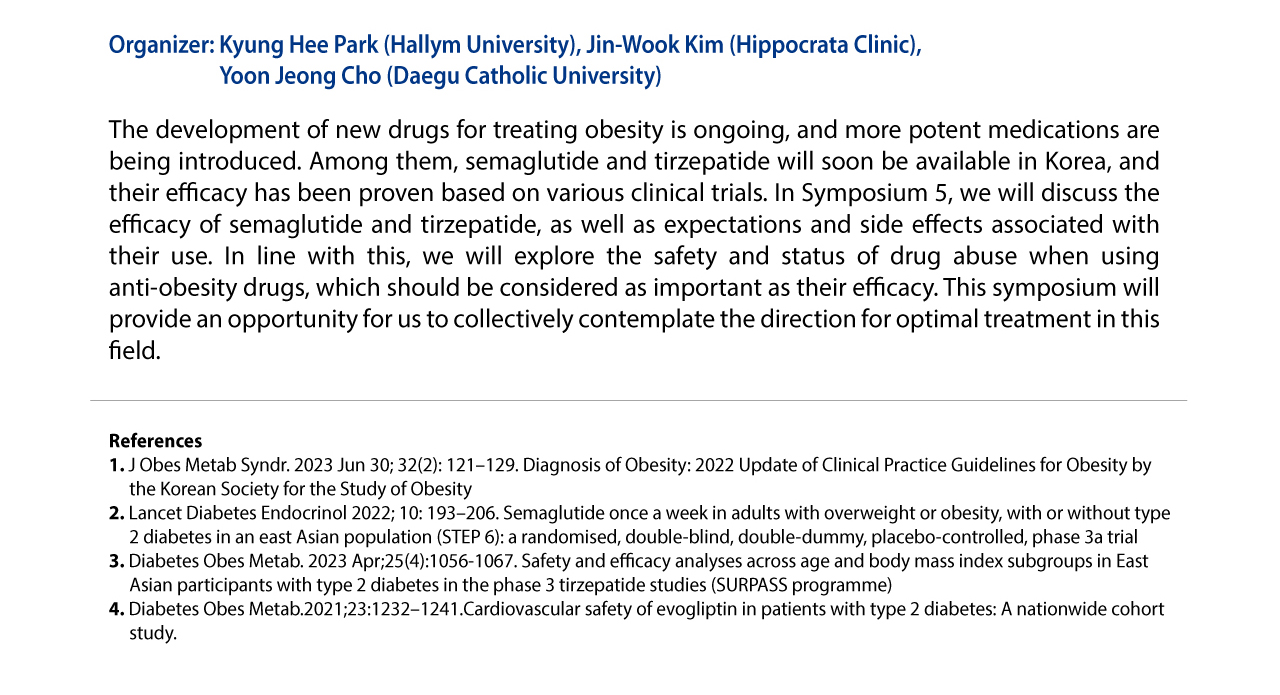 Organizer: Kyung Hee Park (Hallym University), Jin-Wook Kim (Hippocrata Clinic),
Yoon Jeong Cho (Daegu Catholic University)
The development of new drugs for treating obesity is ongoing, and more potent medications are
being introduced. Among them, semaglutide and tirzepatide will soon be available in Korea, and
their efficacy has been proven based on various clinical trials. In Symposium 5, we will discuss the
efficacy of semaglutide and tirzepatide, as well as expectations and side effects associated with
their use. In line with this, we will explore the safety and status of drug abuse when using
anti-obesity drugs, which should be considered as important as their efficacy. This symposium will
provide an opportunity for us to collectively contemplate the direction for optimal treatment in this
field.
References
1. J Obes Metab Syndr. 2023 Jun 30; 32(2): 121–129. Diagnosis of Obesity: 2022 Update of Clinical Practice Guidelines for Obesity by
the Korean Society for the Study of Obesity
2. Lancet Diabetes Endocrinol 2022; 10: 193–206. Semaglutide once a week in adults with overweight or obesity, with or without type
2 diabetes in an east Asian population (STEP 6): a randomised, double-blind, double-dummy, placebo-controlled, phase 3a trial
3. Diabetes Obes Metab. 2023 Apr;25(4):1056-1067. Safety and efficacy analyses across age and body mass index subgroups in East
Asian participants with type 2 diabetes in the phase 3 tirzepatide studies (SURPASS programme)
4. Diabetes Obes Metab.2021;23:1232–1241.Cardiovascular safety of evogliptin in patients with type 2 diabetes: A nationwide cohort
study.